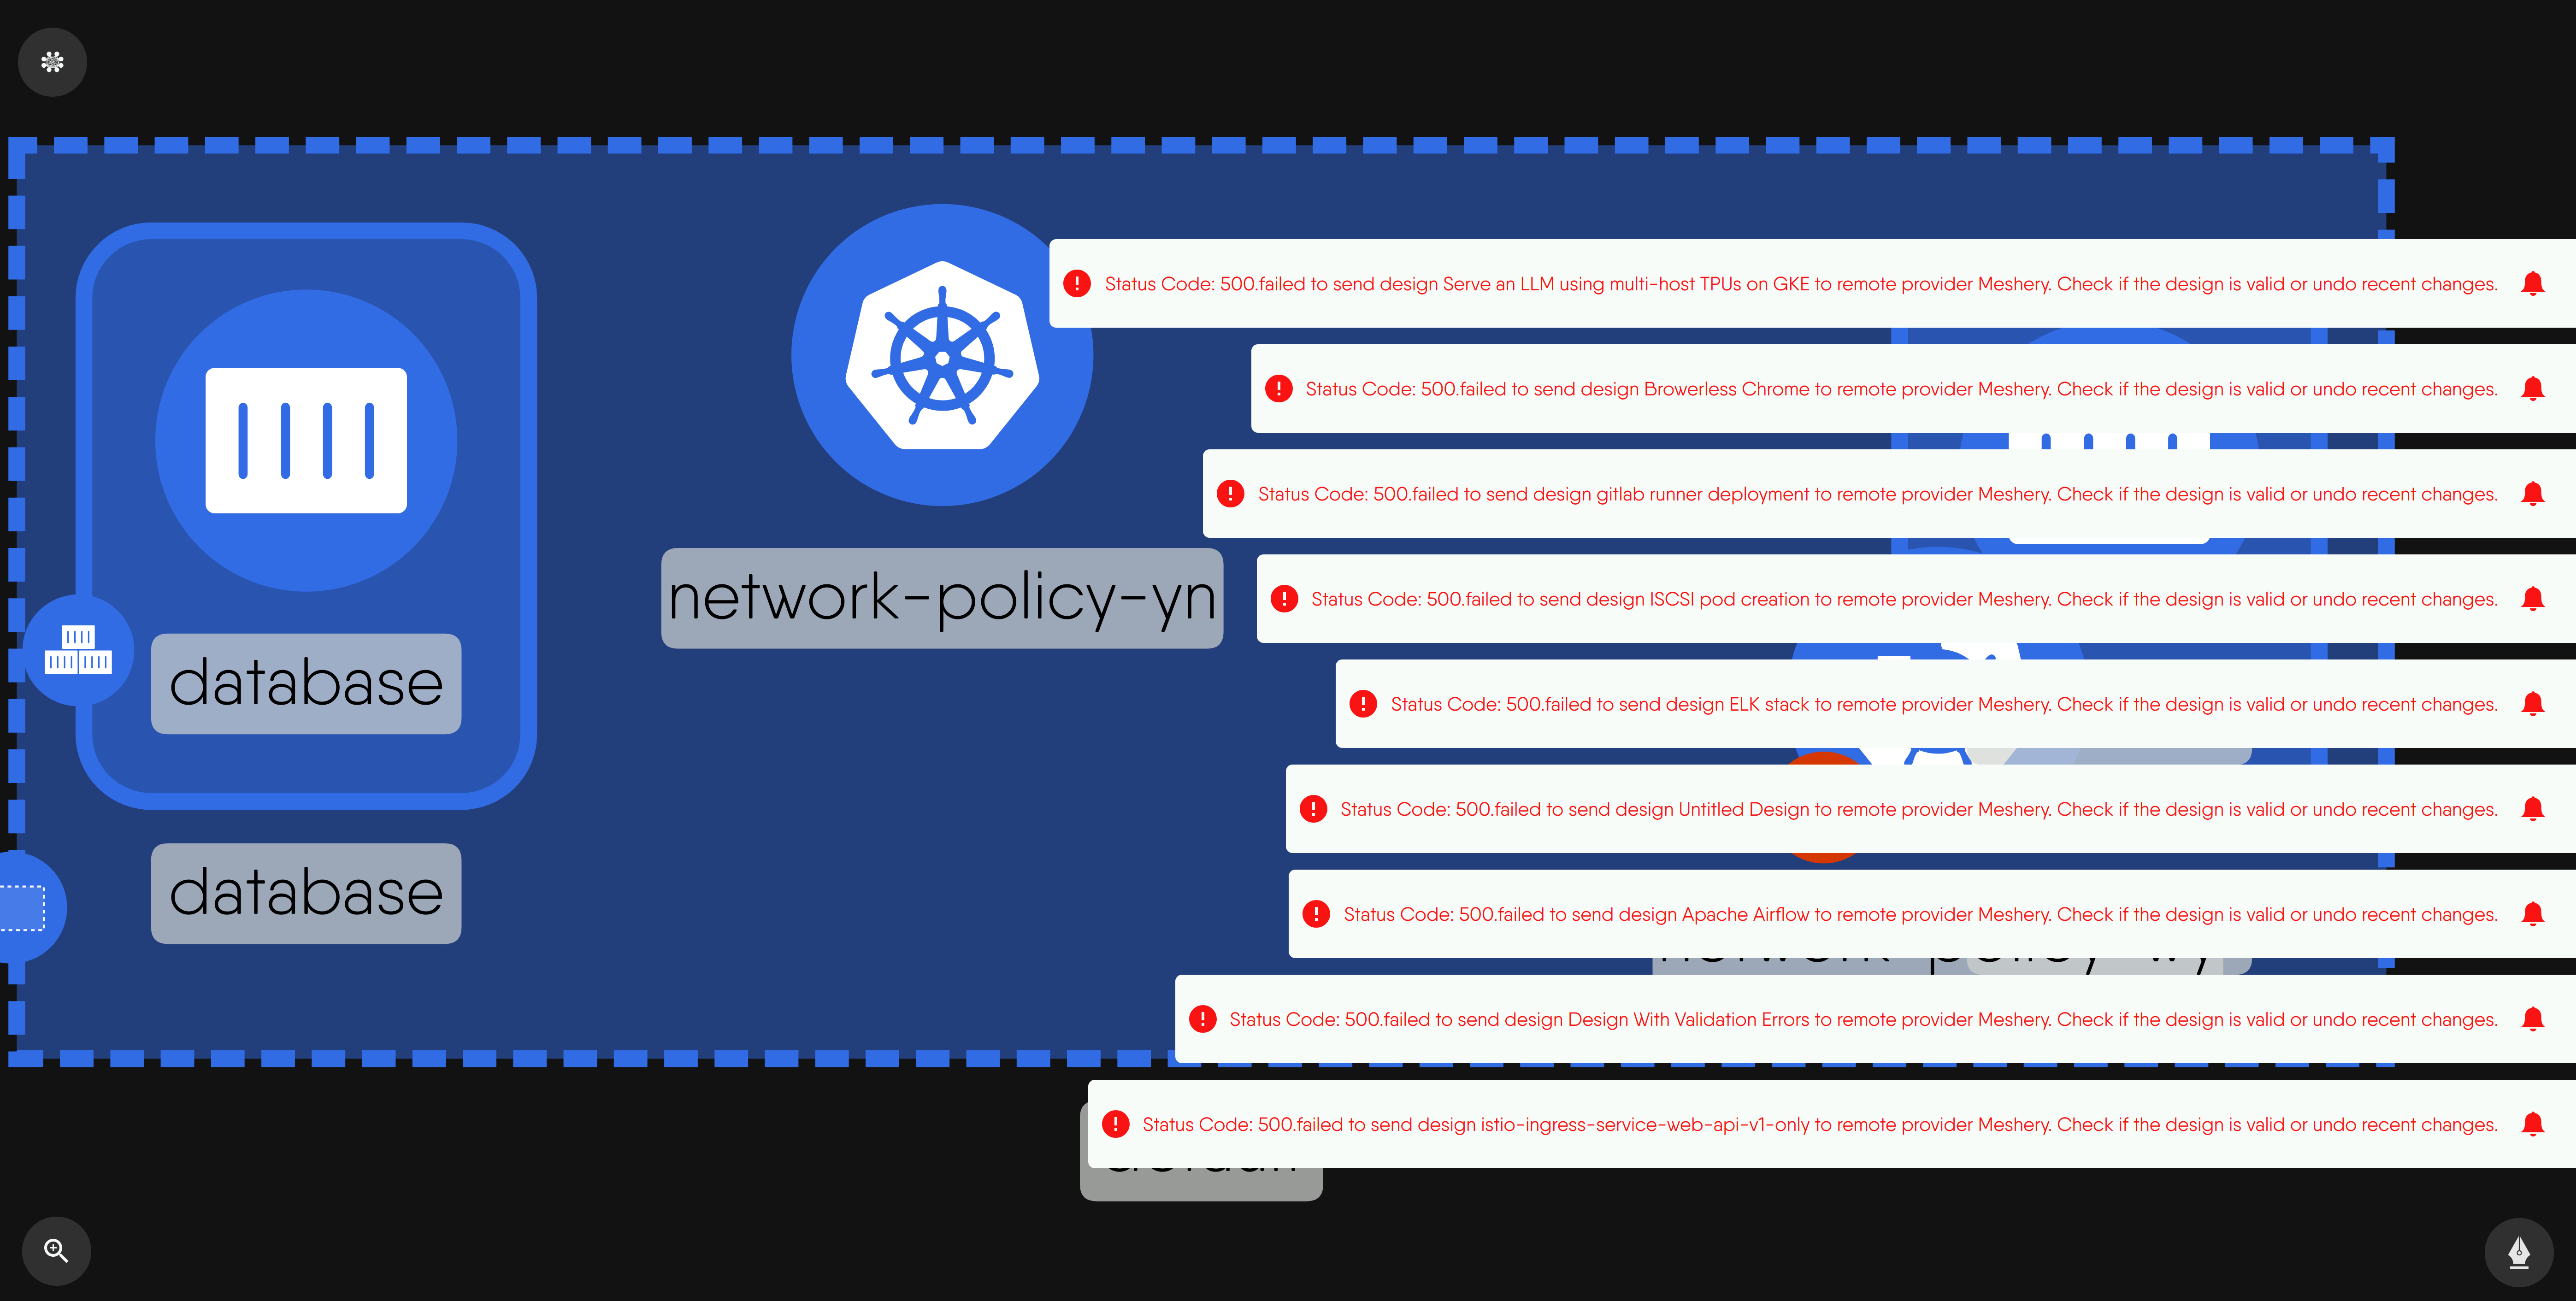 Status Code: 500.failed to send design Serve an LLM using multi-host TPUs on GKE to remote provider Meshery. Check if the design is valid or undo recent changes.
Status Code: 500.failed to send design Browerless Chrome to remote provider Meshery. Check if the design is valid or undo recent changes.
Status Code: 500.failed to send design gitlab runner deployment to remote provider Meshery. Check if the design is valid or undo recent changes.
network-policy-yn
Status Code: 500.failed to send design ISCSI pod creation to remote provider Meshery. Check if the design is valid or undo recent changes.
database
Status Code: 500.failed to send design ELK stack to remote provider Meshery. Check if the design is valid or undo recent changes.
Status Code: 500.failed to send design Untitled Design to remote provider Meshery. Check if the design is valid or undo recent changes.
database
Status Code: 500.failed to send design Apache Airflow to remote provider Meshery. Check if the design is valid or undo recent changes.
Status Code: 500.failed to send design Design With Validation Errors to remote provider Meshery. Check if the design is valid or undo recent changes.
Status Code: 500.failed to send design istio-ingress-service-web-api-v1-only to remote provider Meshery. Check if the design is valid or undo recent changes.